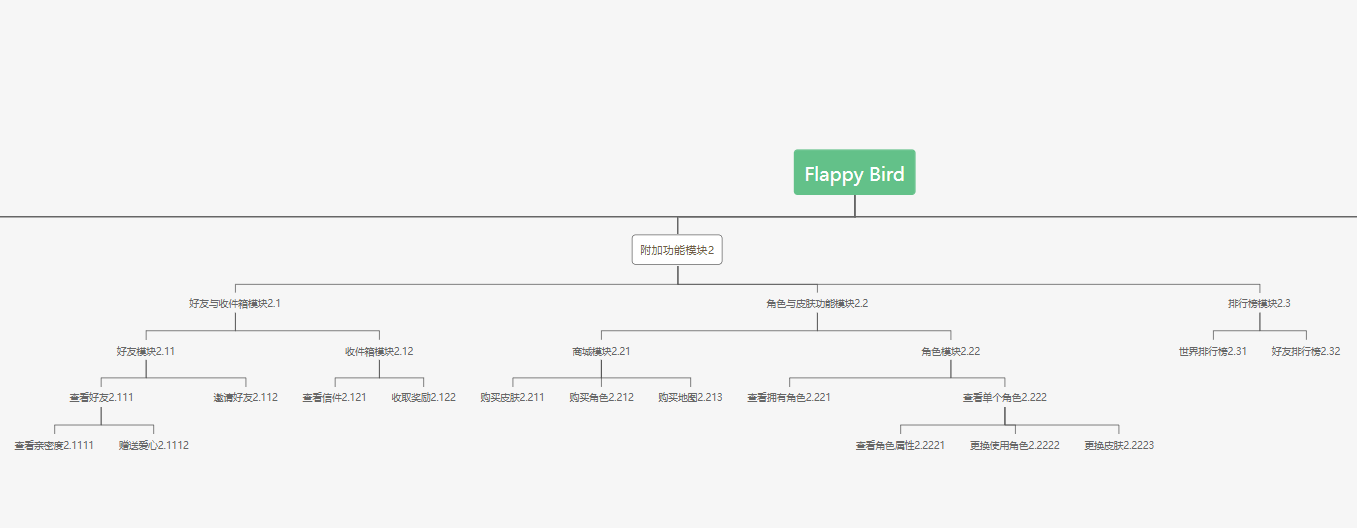 Flappy Bird
附加功能模块2
好友与收件箱模块2.1
角色与皮肤功能模块2.2
排行榜模块2.3
好友模块2.11
收件箱模块2.12
商城模块2.21
角色模块2.22
世界排行榜2.31
好友排行榜2.32
查看好友2.111
邀请好友2.112
查看信件2.121
收取奖励2.122
购买皮肤2.211
购买角色2.212
购买地图2.213
查看拥有角色2.221
查看单个角色2.222
查看亲密度2.1111
赠送爱心2.1112
查看角色属性2.2221
更换使用角色2.2222
更换皮肤2.2223